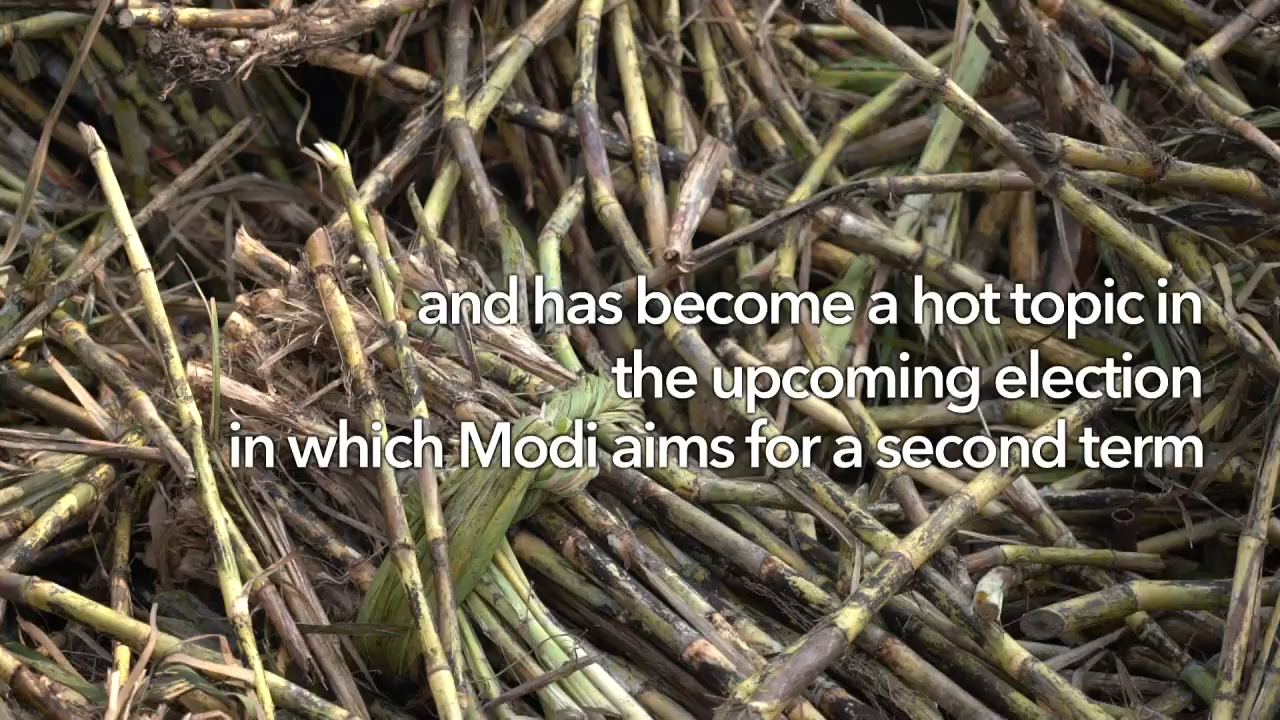 and has become a hot topic in
the upcoming election
in which Modi aims for a second term